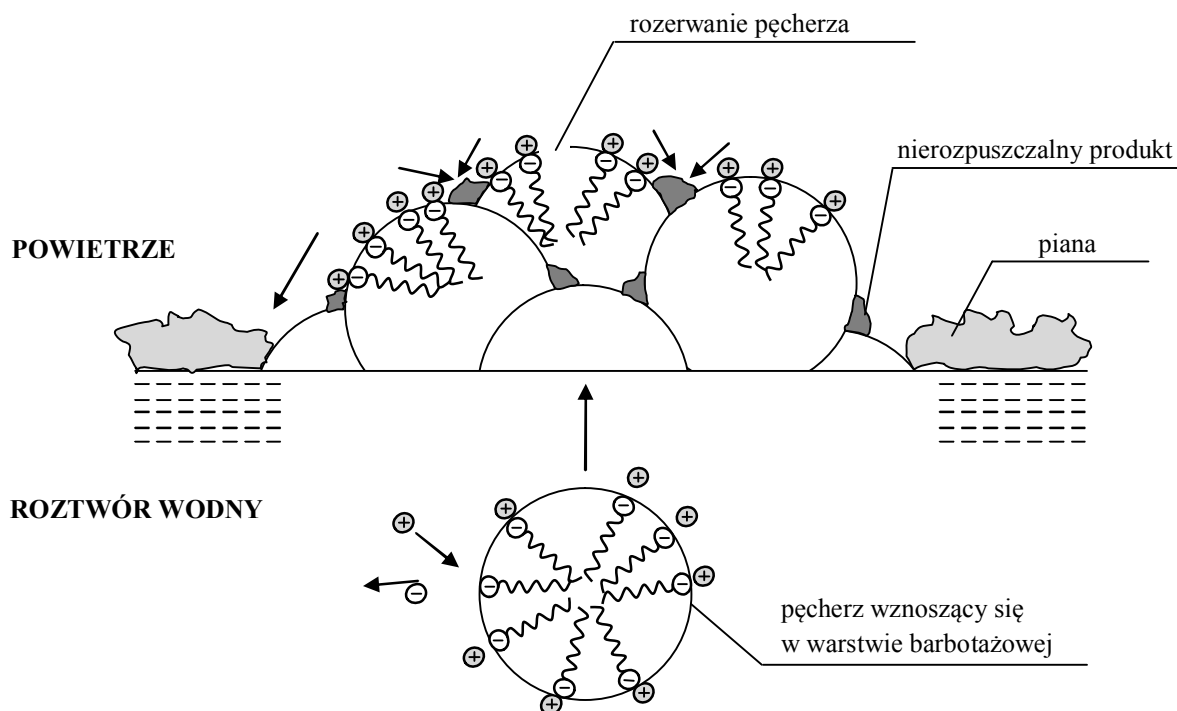 rozerwanie pęcherza
nierozpuszczalny produkt
POWIETRZE
piana
ROZTWÓR WODNY
pęcherz wznoszący się
w warstwie barbotażowej